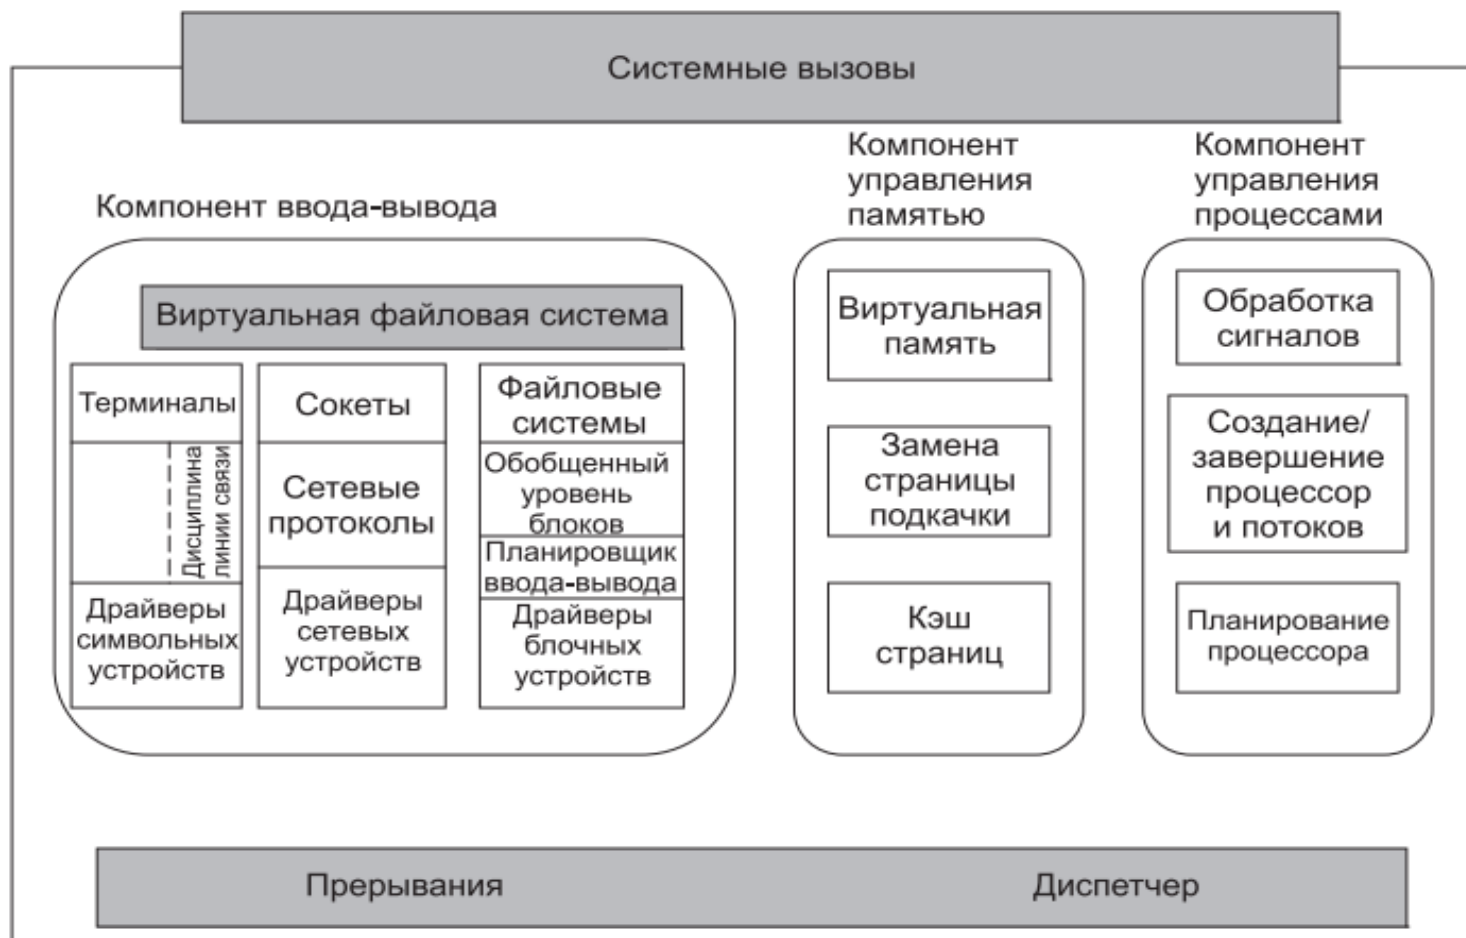 Системные вызовы
Компонент ввода-вывода
Виртуальная файловая система
Терминалы
Дисциплина
линии связи
Драйверы
символьных
устройств
Сокеты
Сетевые
протоколы
Драйверы
сетевых
устройств
Файловые
системы
Обобщенный
уровень
блоков
Планировщик
ввода-вывода
Драйверы
блочных
устройств
Компонент
управления
памятью
Виртуальная
память
Замена
страницы
подкачки
Кэш
страниц
Компонент
управления
процессами
Обработка
сигналов
Создание/
завершение
процессор
и потоков
Планирование
процессора
Прерывания
Диспетчер